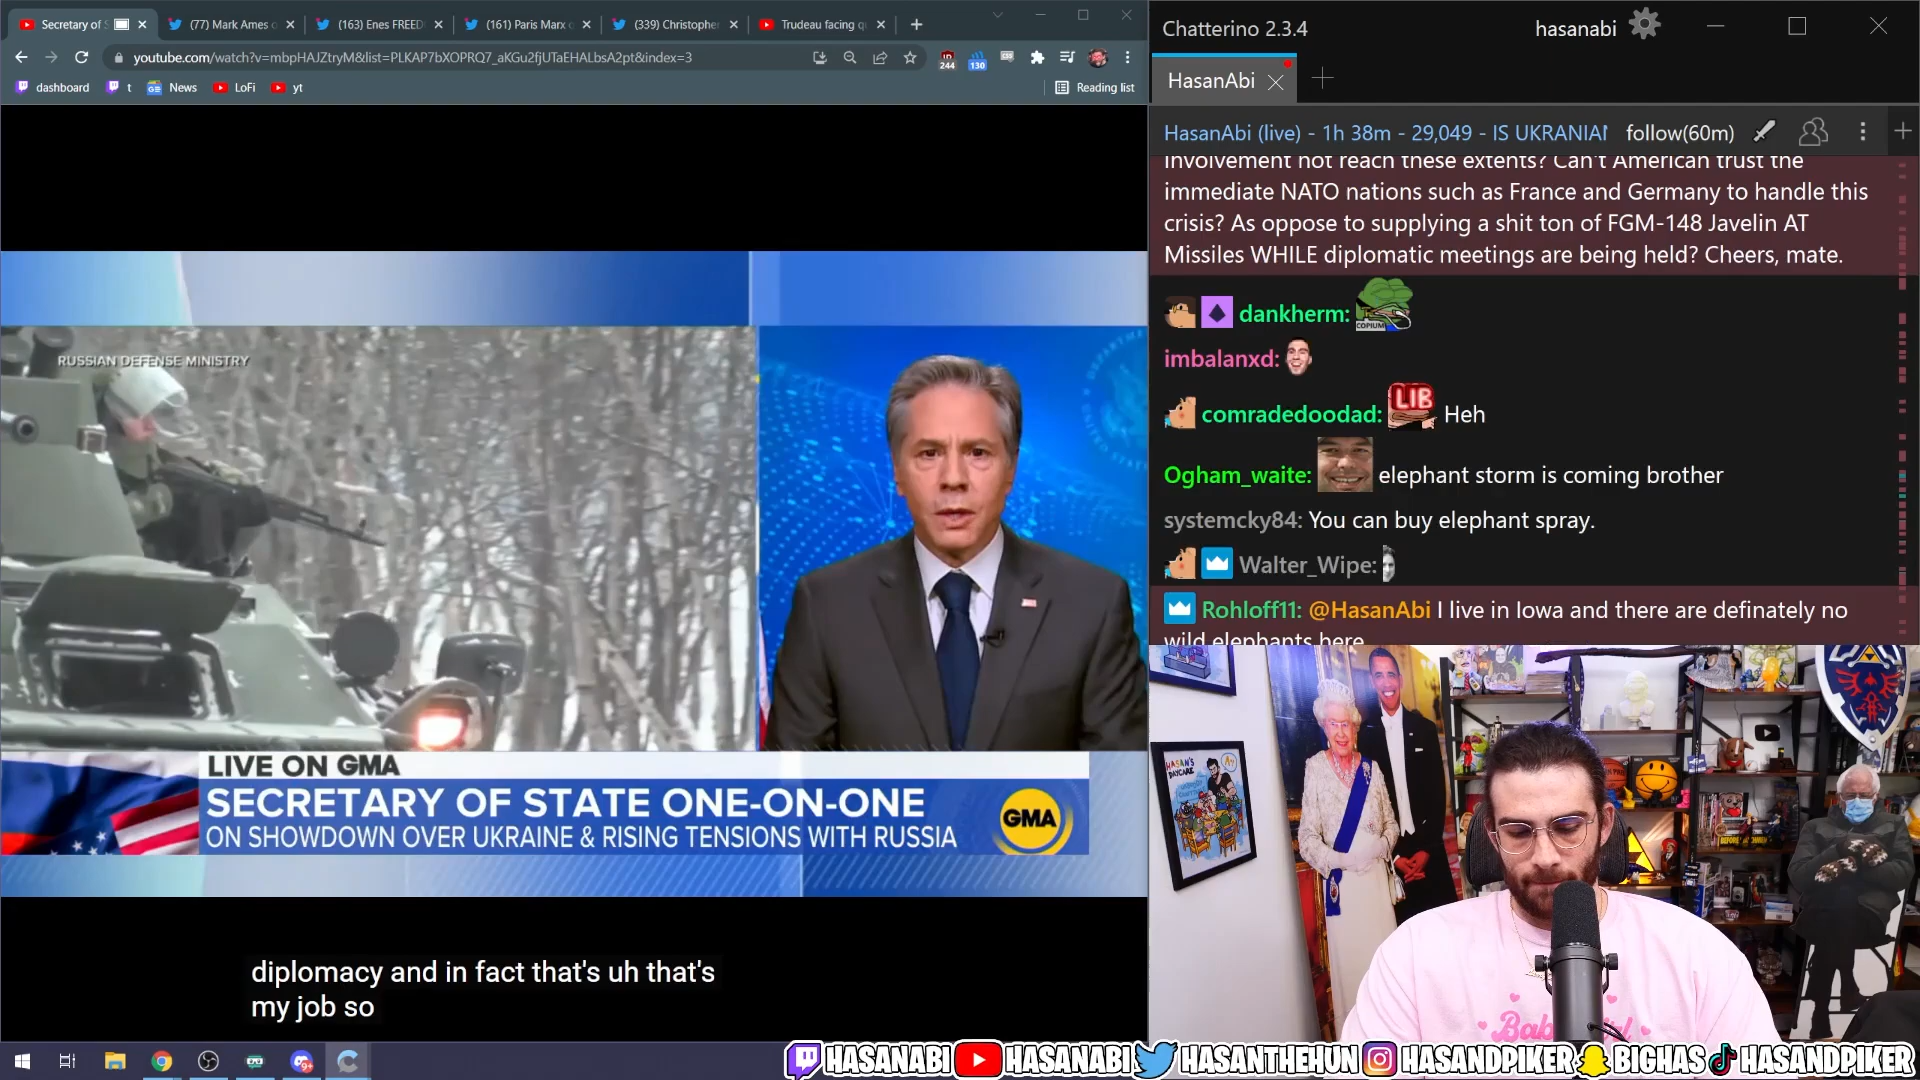 Secretary of S
(77) Mark Ames o
(163) Enes FREED
(161) Paris Marx o
(339) Christopher
Trudeau facing q
youtube.com/watch?v=mbpHAJZtryM&list=PLKAP7bXOPRQ7_aKGu2fjUTaEHALbsA2pt&index=3
244
130
dashboard
t
News
LoFi
yt
Reading list
RUSSIAN DEFENSE MINISTRY
LIVE ON GMA
SECRETARY OF STATE ONE-ON-ONE
ON SHOWDOWN OVER UKRAINE & RISING TENSIONS WITH RUSSIA
GMA
diplomacy and in fact that's uh that's
my job so
Chatterino 2.3.4
hasanabi
HasanAbi
HasanAbi (live) - 1h 38m - 29,049 - IS UKRANIAN
follow(60m)
involvement not reach these extents? Can't American trust the
immediate NATO nations such as France and Germany to handle this
crisis? As oppose to supplying a shit ton of FGM-148 Javelin AT
Missiles WHILE diplomatic meetings are being held? Cheers, mate.
dankherm:
COPIUM
imbalanxd:
comradedoodad: LIB Heh
Ogham_waite: elephant storm is coming brother
systemcky84: You can buy elephant spray.
Walter_Wipe:
Rohloff11: @HasanAbi I live in Iowa and there are definately no
wild elephants here
HASAN'S
DAYCARE
HASANABI
HASANABI
HASANTHEHUN
HASANDPIKER
BIGHAS
HASANDPIKER